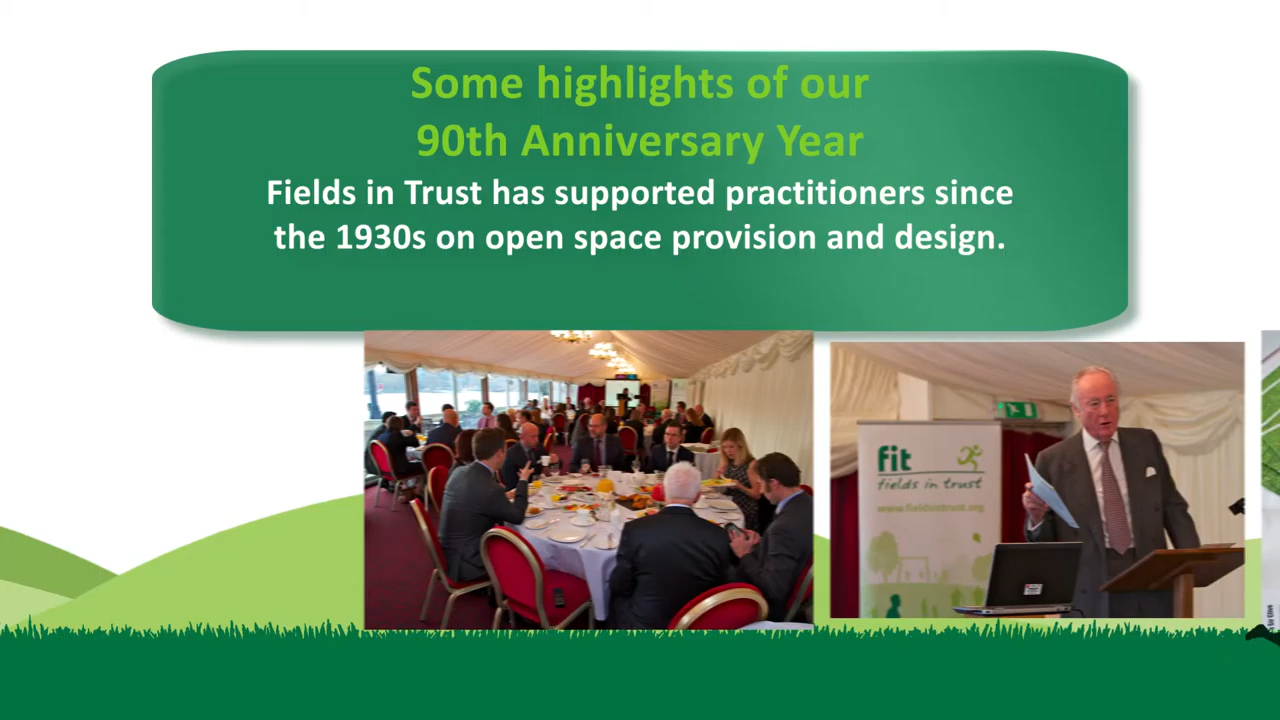 Some highlights of our
90th Anniversary Year
Fields in Trust has supported practitioners since
the 1930s on open space provision and design.
fit
fields in trust
www.fieldsintrust.org